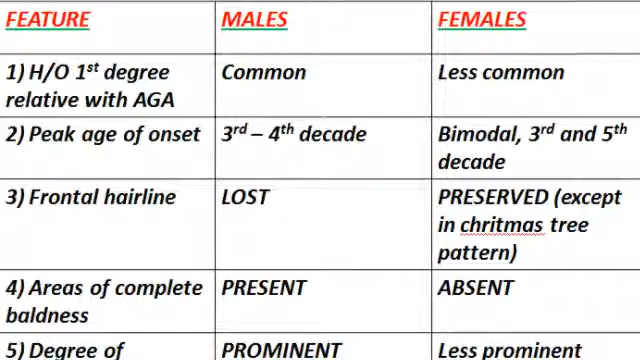 FEATURE MALES FEMALES
1) H/O 1st degree relative with AGA Common Less common
2) Peak age of onset 3rd – 4th decade Bimodal, 3rd and 5th decade
3) Frontal hairline LOST PRESERVED (except in chritmas tree pattern)
4) Areas of complete baldness PRESENT ABSENT
5) Degree of PROMINENT Less prominent